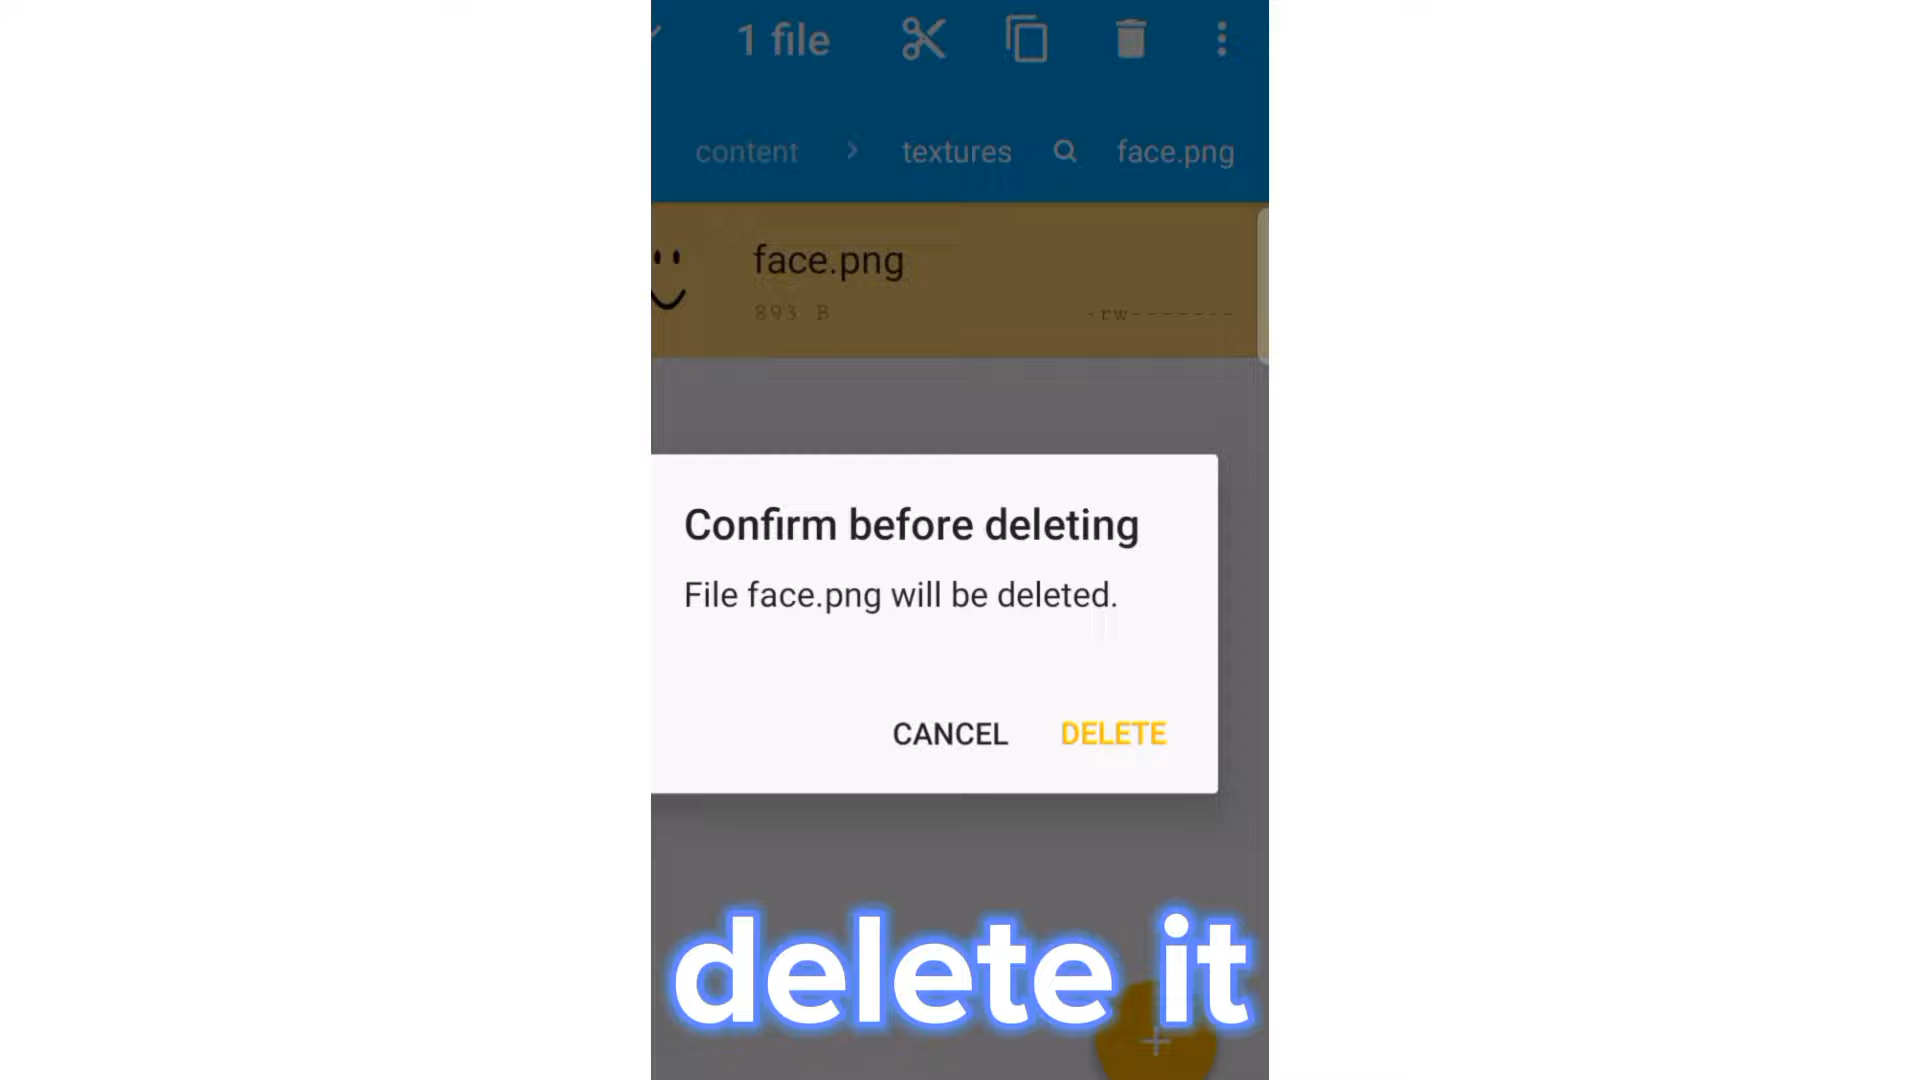 1 file
content > textures face.png
face.png
893 B -rw-------
Confirm before deleting
File face.png will be deleted.
CANCEL DELETE
delete it